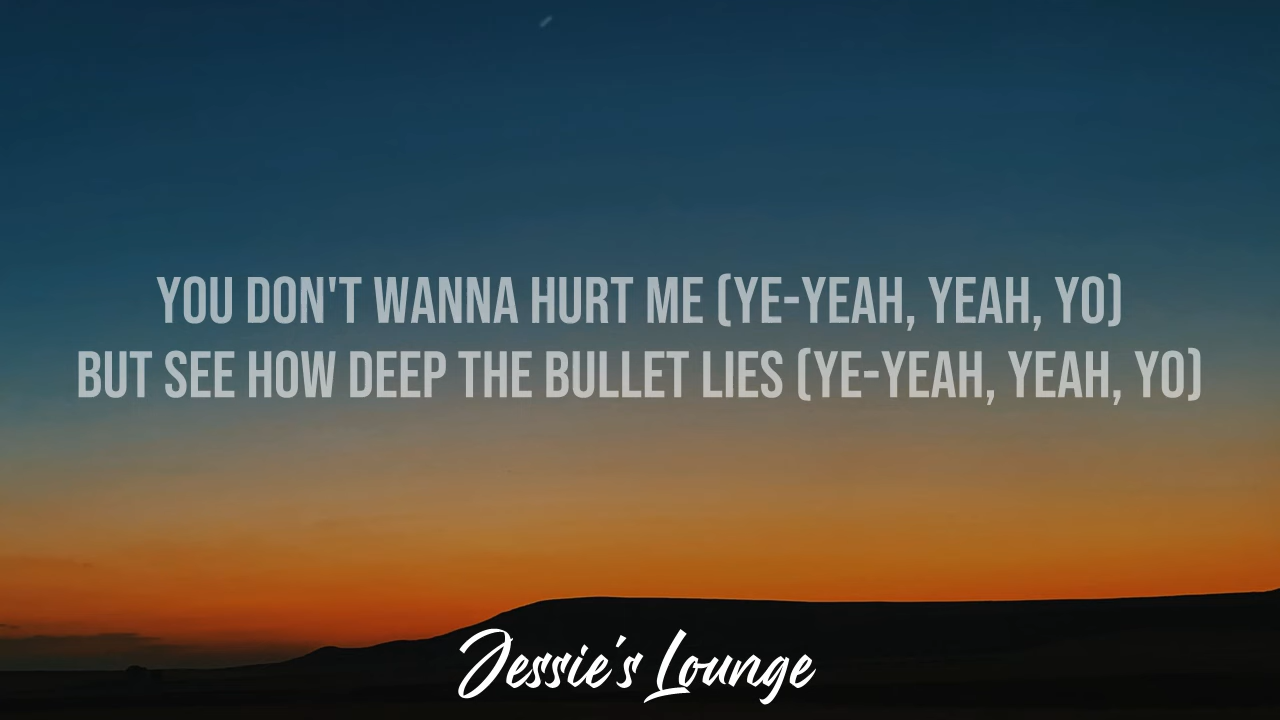 YOU DON'T WANNA HURT ME (YE-YEAH, YEAH, YO)
BUT SEE HOW DEEP THE BULLET LIES (YE-YEAH, YEAH, YO)
Jessie's Lounge